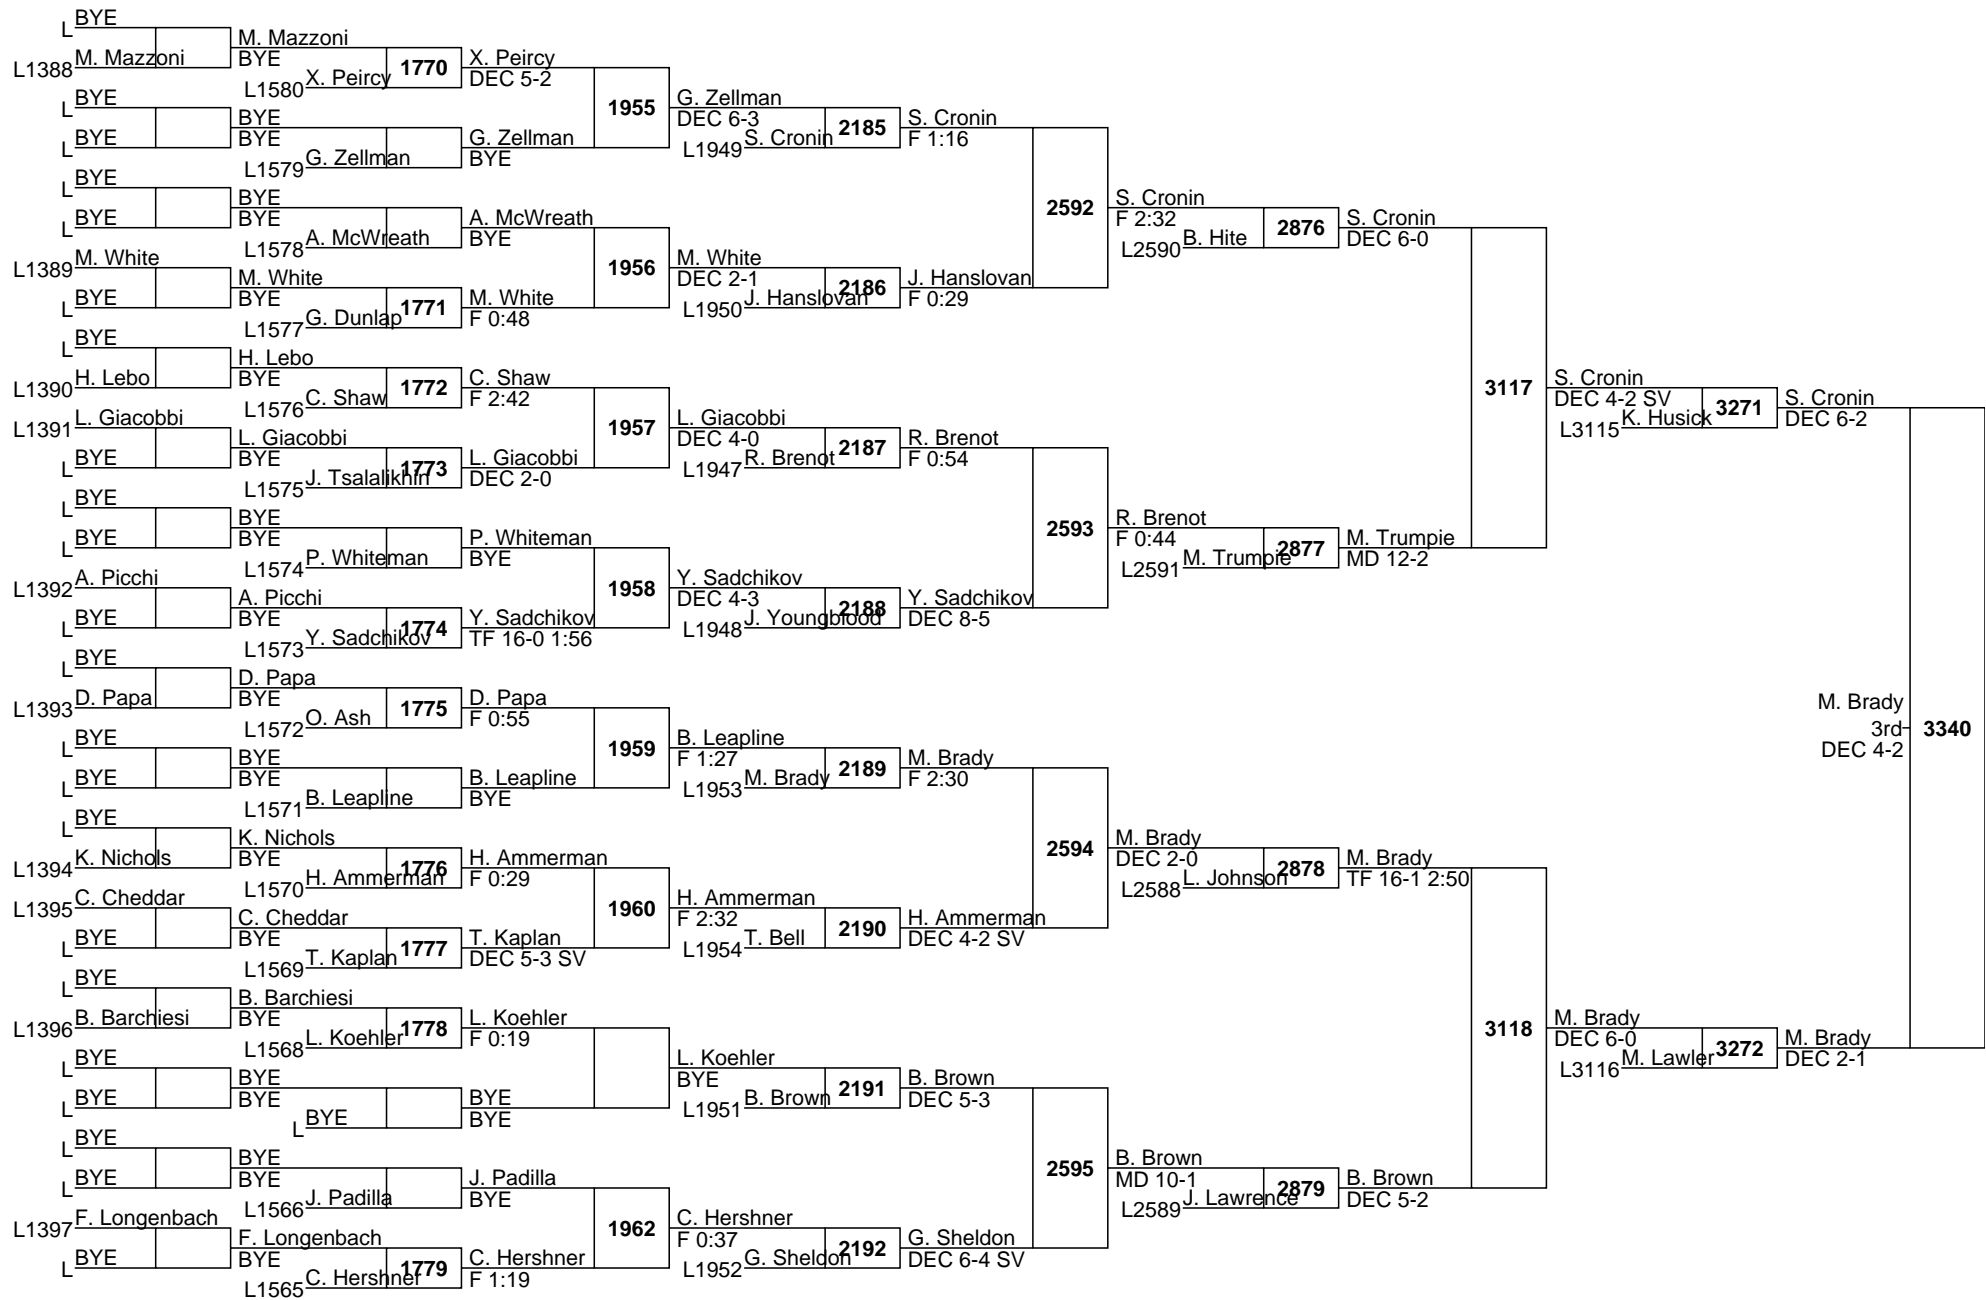 BYE
L
M. Mazzoni
L1388
BYE
L
BYE
L
BYE
L
BYE
L
M. White
L1389
BYE
L
BYE
L
H. Lebo
L1390
L. Giacobbi
L1391
BYE
L
BYE
L
BYE
L
A. Picchi
L1392
BYE
L
BYE
L
D. Papa
L1393
BYE
L
BYE
L
BYE
L
K. Nichols
L1394
C. Cheddar
L1395
BYE
L
BYE
L
B. Barchiesi
L1396
BYE
L
BYE
L
BYE
L
BYE
L
F. Longenbach
L1397
BYE
L
M. Mazzoni
BYE
X. Peircy
L1580
1770
BYE
BYE
G. Zellman
L1579
BYE
BYE
A. McWreath
L1578
M. White
BYE
G. Dunlap
L1577
1771
H. Lebo
BYE
C. Shaw
L1576
1772
L. Giacobbi
BYE
J. Tsalalikhin
L1575
1773
BYE
BYE
P. Whiteman
L1574
A. Picchi
BYE
Y. Sadchikov
L1573
1774
D. Papa
BYE
O. Ash
L1572
1775
BYE
BYE
B. Leapline
L1571
K. Nichols
BYE
H. Ammerman
L1570
1776
C. Cheddar
BYE
T. Kaplan
L1569
1777
B. Barchiesi
BYE
L. Koehler
L1568
1778
BYE
BYE
BYE
L
BYE
BYE
J. Padilla
L1566
F. Longenbach
BYE
C. Hershner
L1565
1779
X. Peircy
DEC 5-2
1955
G. Zellman
BYE
A. McWreath
BYE
1956
M. White
F 0:48
C. Shaw
F 2:42
1957
L. Giacobbi
DEC 2-0
P. Whiteman
BYE
1958
Y. Sadchikov
TF 16-0 1:56
D. Papa
F 0:55
1959
B. Leapline
BYE
H. Ammerman
F 0:29
1960
T. Kaplan
DEC 5-3 SV
L. Koehler
F 0:19
BYE
BYE
J. Padilla
BYE
1962
C. Hershner
F 1:19
G. Zellman
DEC 6-3
S. Cronin
L1949
2185
M. White
DEC 2-1
J. Hanslovan
L1950
2186
L. Giacobbi
DEC 4-0
R. Brenot
L1947
2187
Y. Sadchikov
DEC 4-3
J. Youngblood
L1948
2188
B. Leapline
F 1:27
M. Brady
L1953
2189
H. Ammerman
F 2:32
T. Bell
L1954
2190
L. Koehler
BYE
B. Brown
L1951
2191
C. Hershner
F 0:37
G. Sheldon
L1952
2192
S. Cronin
F 1:16
2592
J. Hanslovan
F 0:29
R. Brenot
F 0:54
2593
Y. Sadchikov
DEC 8-5
M. Brady
F 2:30
2594
H. Ammerman
DEC 4-2 SV
B. Brown
DEC 5-3
2595
G. Sheldon
DEC 6-4 SV
S. Cronin
F 2:32
B. Hite
L2590
2876
R. Brenot
F 0:44
M. Trumpie
L2591
2877
M. Brady
DEC 2-0
L. Johnson
L2588
2878
B. Brown
MD 10-1
J. Lawrence
L2589
2879
S. Cronin
DEC 6-0
3117
M. Trumpie
MD 12-2
M. Brady
TF 16-1 2:50
3118
B. Brown
DEC 5-2
S. Cronin
DEC 4-2 SV
K. Husick
L3115
3271
M. Brady
DEC 6-0
M. Lawler
L3116
3272
S. Cronin
DEC 6-2
M. Brady
DEC 2-1
M. Brady
3rd
DEC 4-2
3340